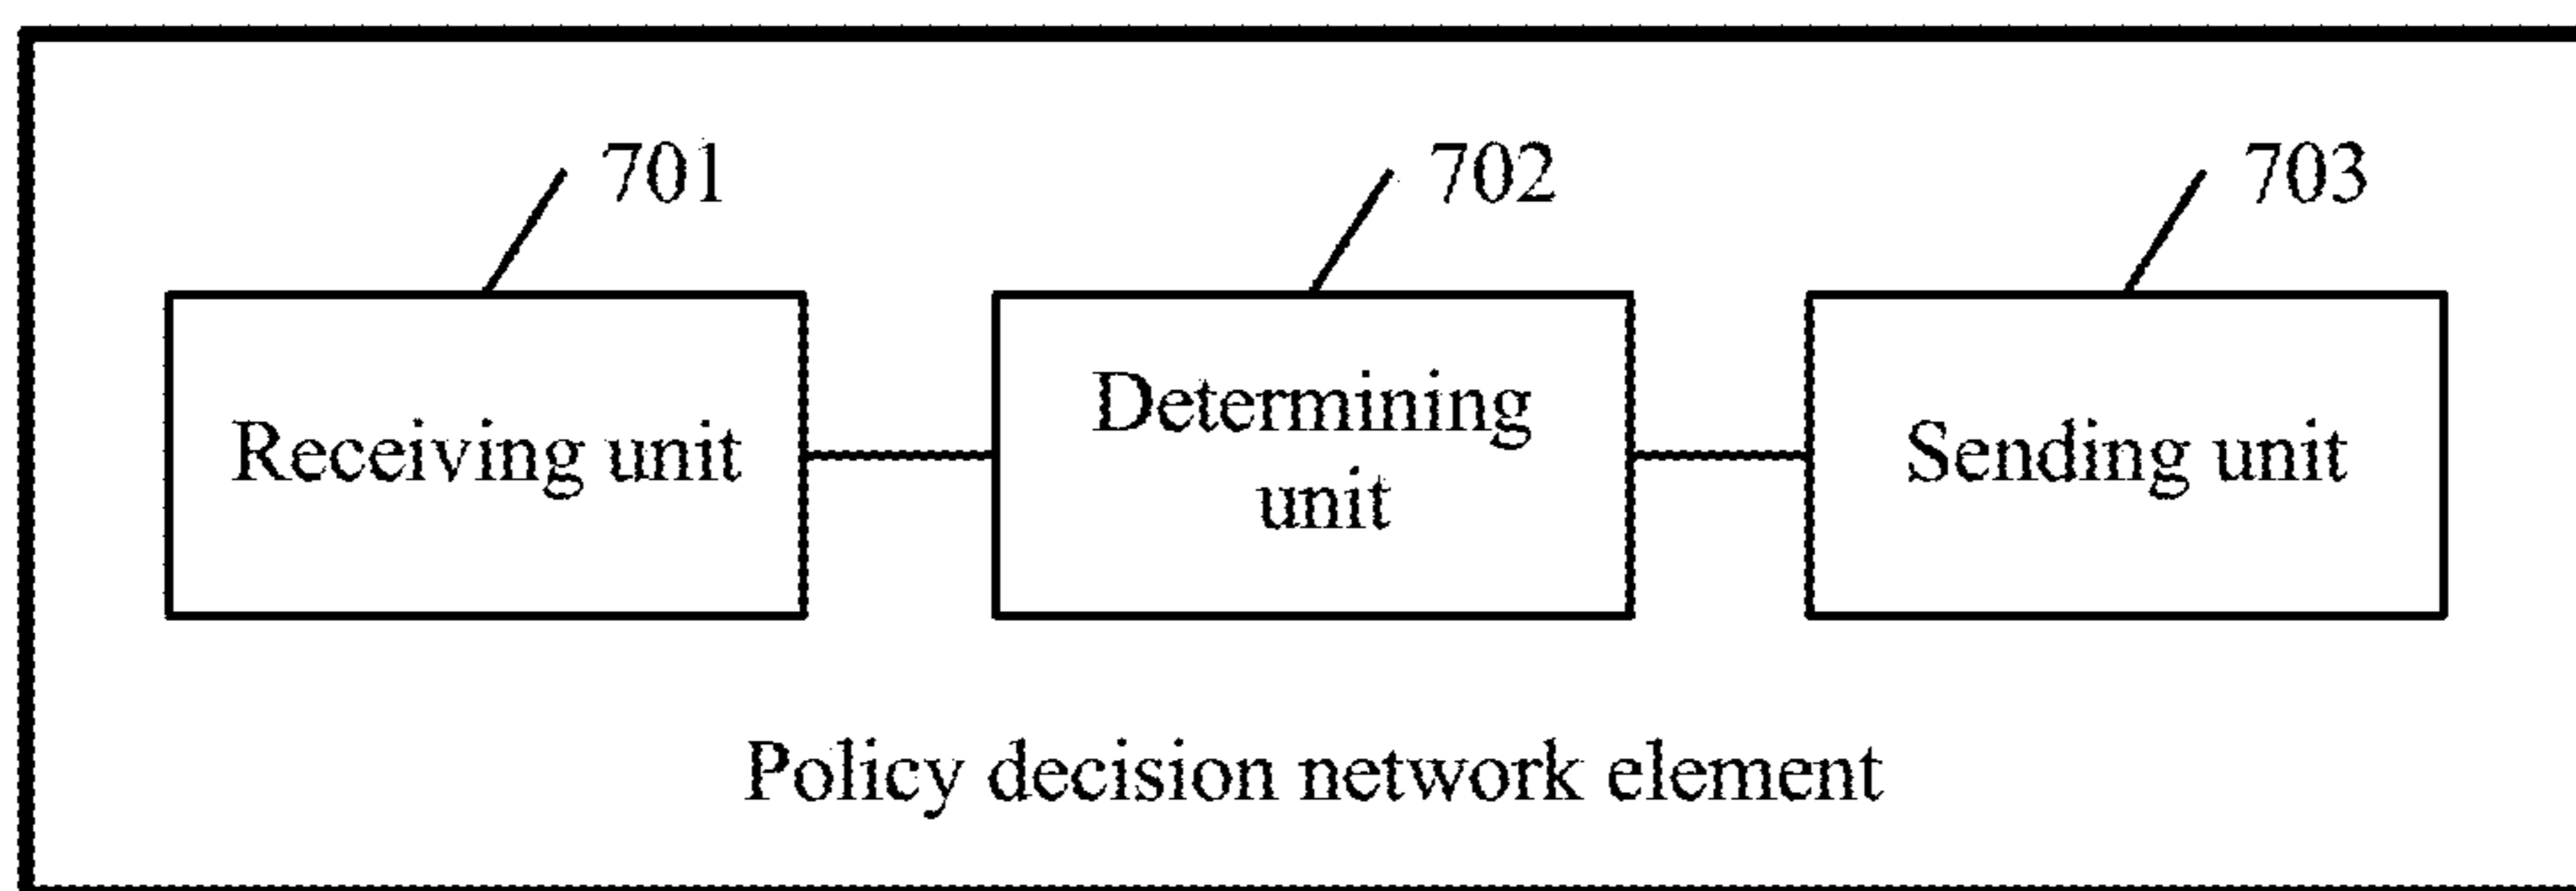 701
702
703
Receiving unit
Determining
unit
Sending unit
Policy decision network element